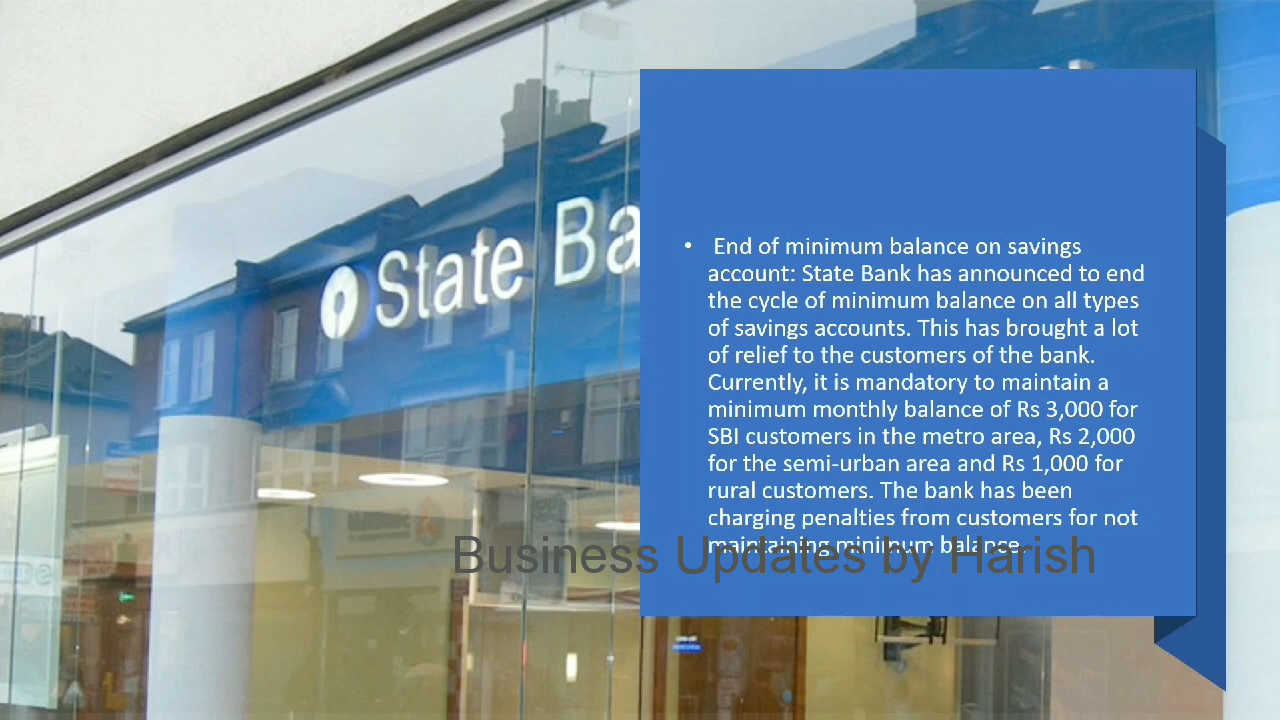 State Ba
• End of minimum balance on savings
account: State Bank has announced to end
the cycle of minimum balance on all types
of savings accounts. This has brought a lot
of relief to the customers of the bank.
Currently, it is mandatory to maintain a
minimum monthly balance of Rs 3,000 for
SBI customers in the metro area, Rs 2,000
for the semi-urban area and Rs 1,000 for
rural customers. The bank has been
charging penalties from customers for not
maintaining minimum balance.
Business Updates by Harish